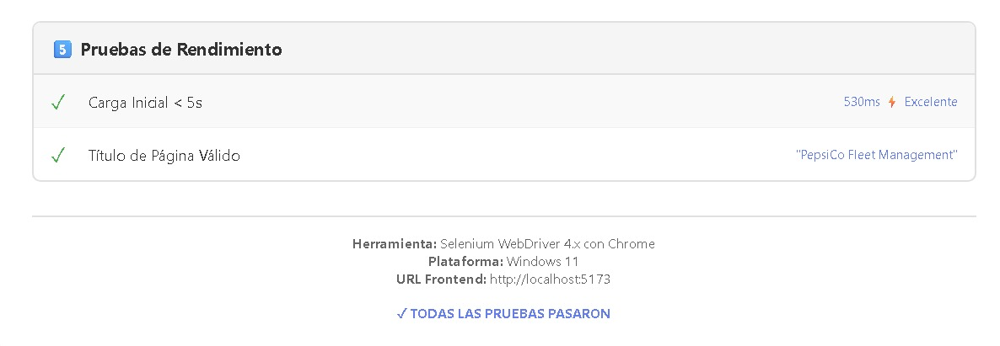 5 Pruebas de Rendimiento
✓ Carga Inicial < 5s 530ms ⚡ Excelente
✓ Título de Página Válido "PepsiCo Fleet Management"
Herramienta: Selenium WebDriver 4.x con Chrome
Plataforma: Windows 11
URL Frontend: http://localhost:5173
✓ TODAS LAS PRUEBAS PASARON